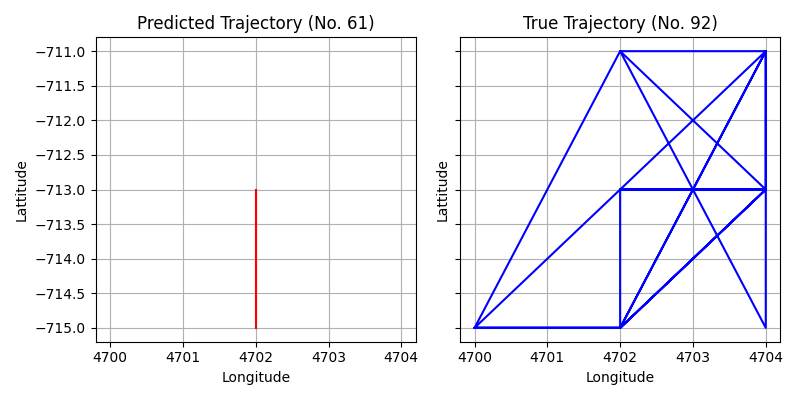 Predicted Trajectory (No. 61)
True Trajectory (No. 92)
−711.0
−711.5
−712.0
−712.5
−713.0
−713.5
−714.0
−714.5
−715.0
Lattitude
Lattitude
4700 4701 4702 4703 4704
4700 4701 4702 4703 4704
Longitude
Longitude